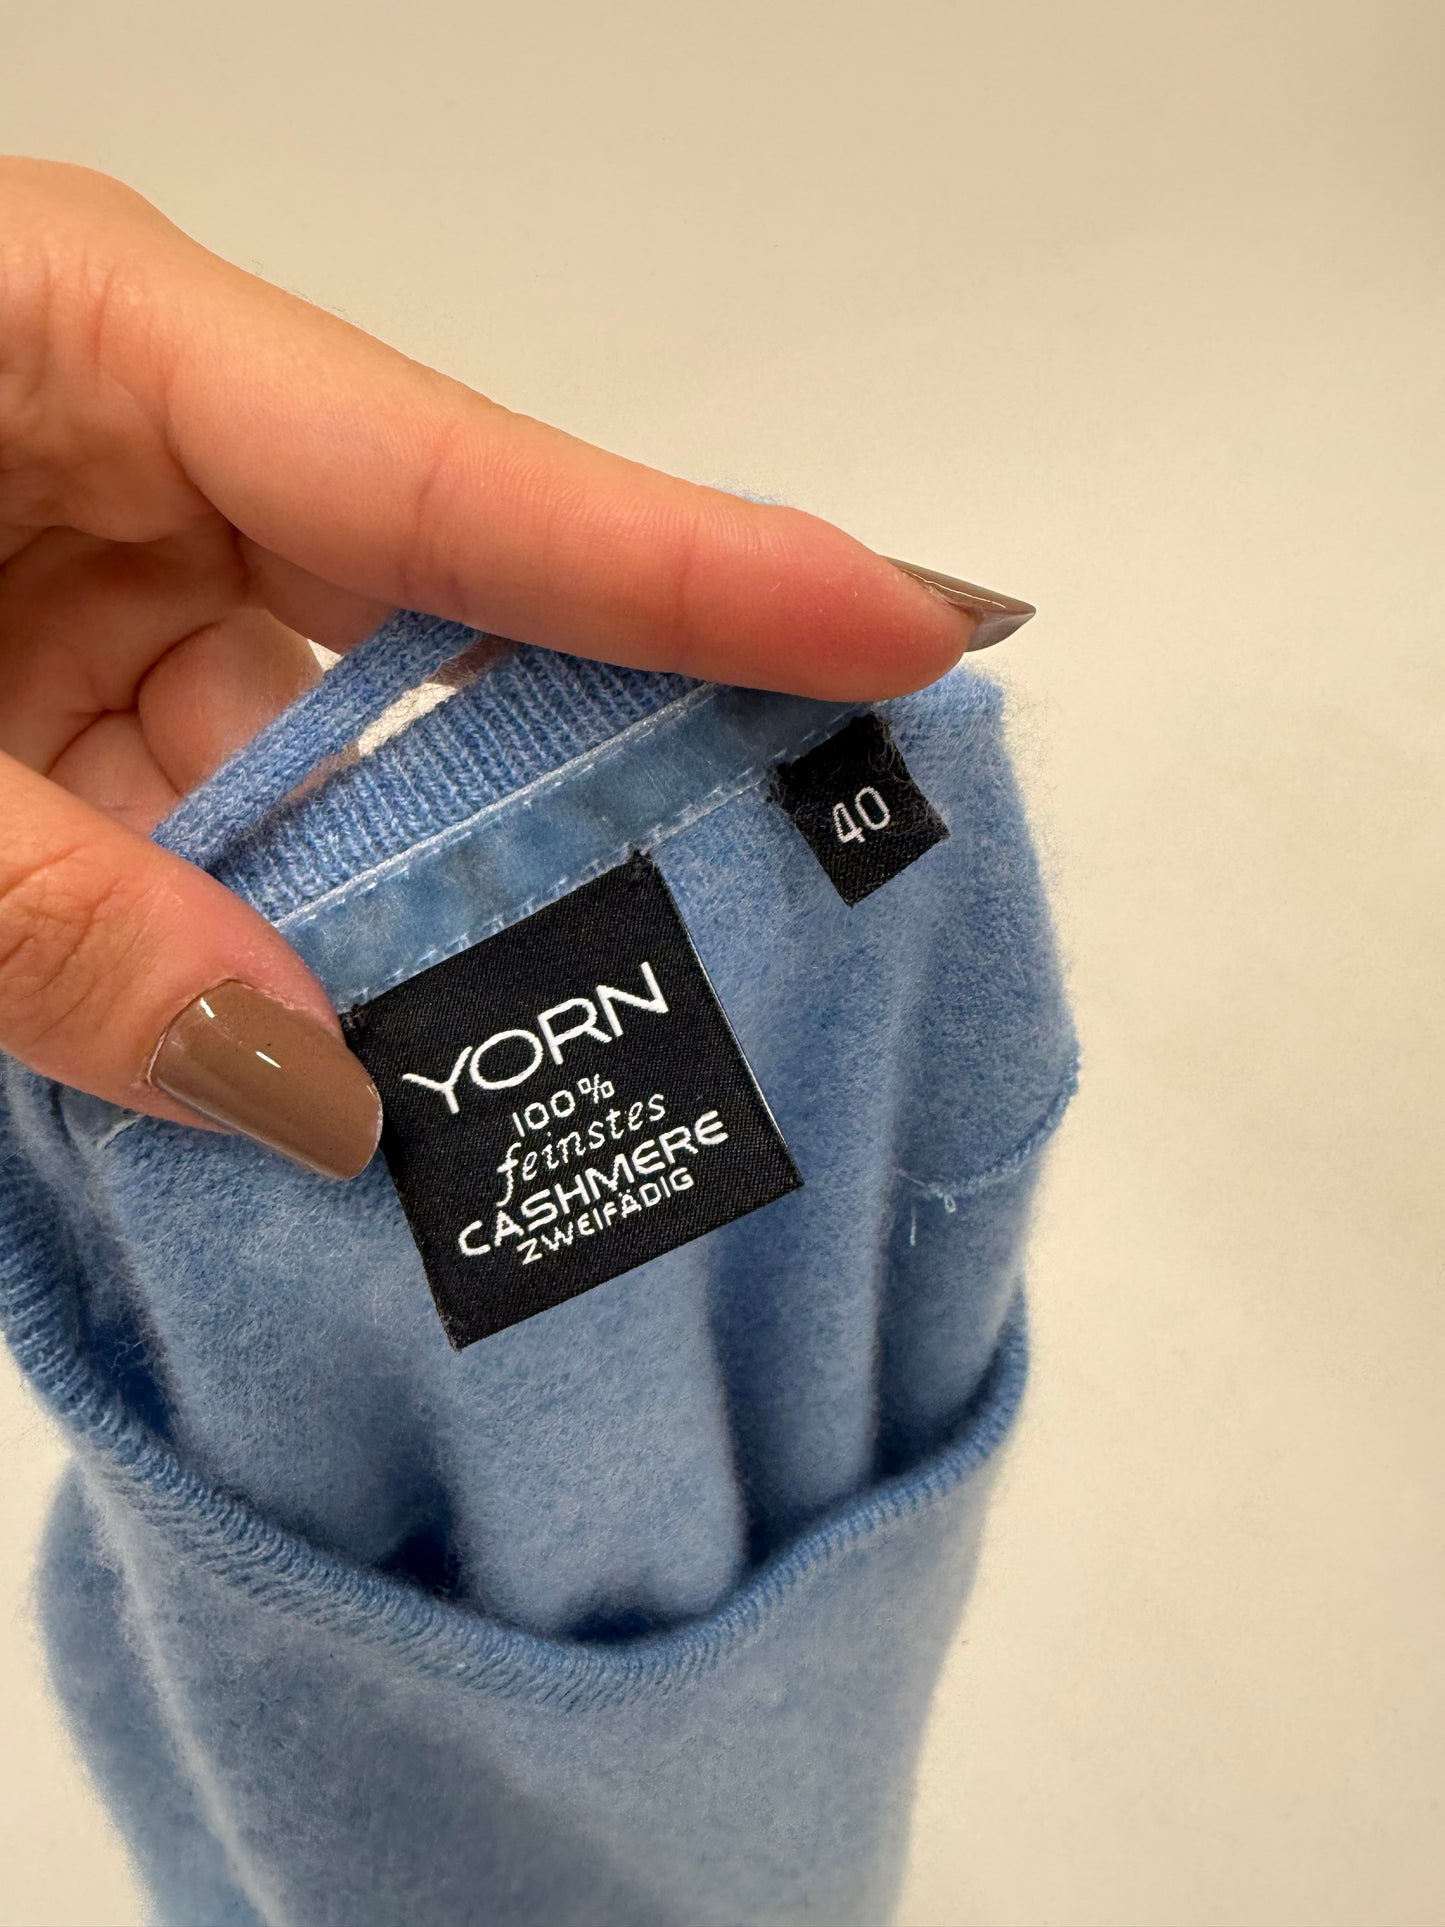 40
YORN
100%
feinstes
CASHMERE
ZWEIFÄDIG